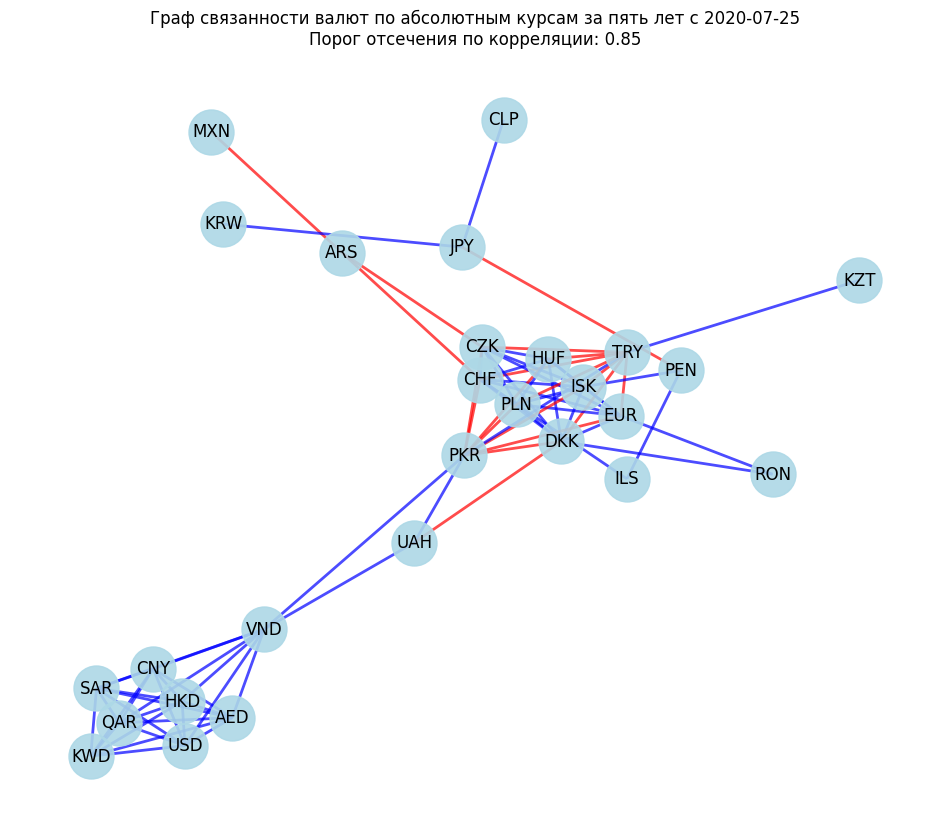 Граф связанности валют по абсолютным курсам за пять лет с 2020-07-25
Порог отсечения по корреляции: 0.85
CLP
MXN
KRW
JPY
ARS
KZT
CZK
TRY
HUF
PEN
CHF
ISK
PLN
EUR
DKK
PKR
RON
ILS
UAH
VND
CNY
SAR
HKD
AED
QAR
USD
KWD